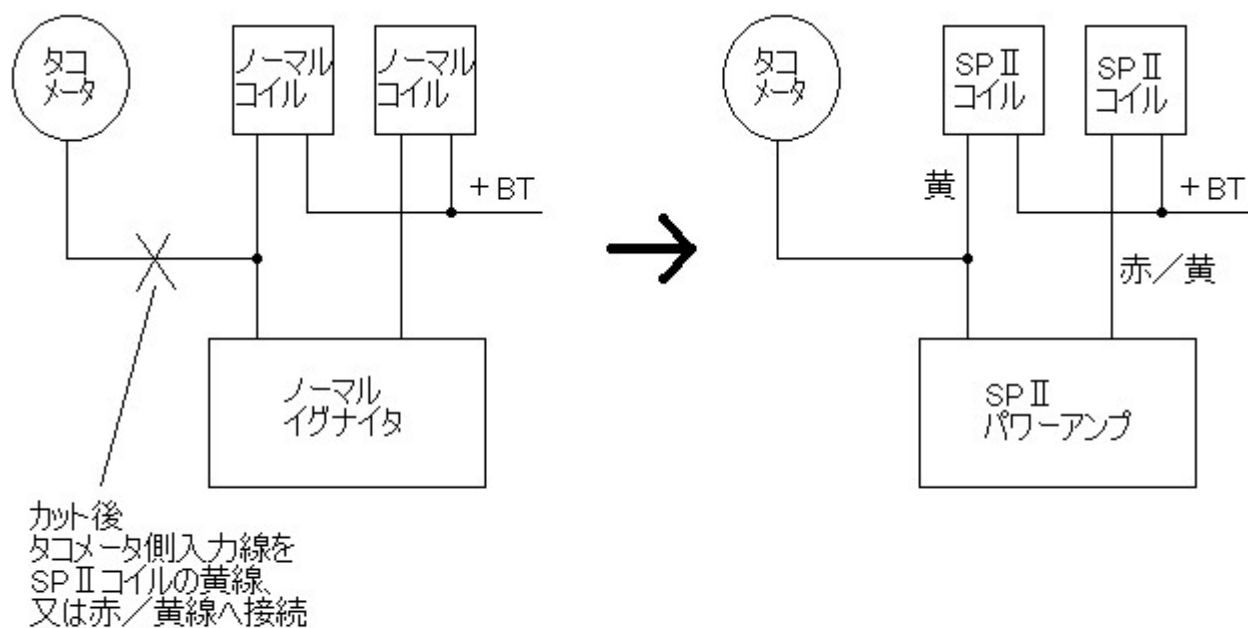 タコ
メータ
ノーマル
コイル
ノーマル
コイル
+BT
ノーマル
イグナイタ
カット後
タコメータ側入力線を
SPⅡコイルの黄線、
又は赤/黄線へ接続
タコ
メータ
SPⅡ
コイル
SPⅡ
コイル
黄
+BT
赤/黄
SPⅡ
パワーアンプ